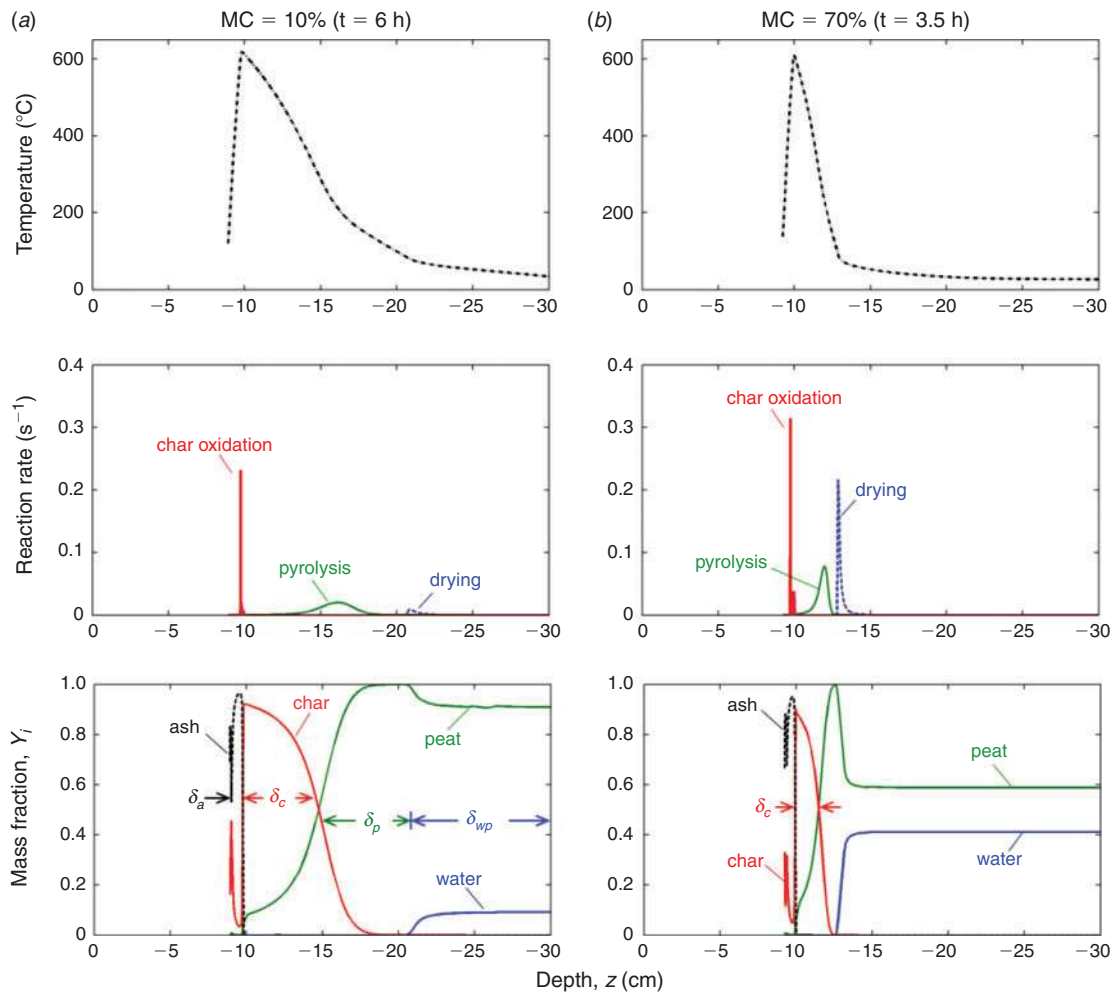 (a) MC = 10% (t = 6 h) (b) MC = 70% (t = 3.5 h)
Temperature (°C)
600
400
200
0
0 −5 −10 −15 −20 −25 −30
600
400
200
0
0 −5 −10 −15 −20 −25 −30
Reaction rate (s−1)
0.4
0.3
0.2
0.1
0
char oxidation
pyrolysis
drying
0 −5 −10 −15 −20 −25 −30
0.4
0.3
0.2
0.1
0
char oxidation
drying
pyrolysis
0 −5 −10 −15 −20 −25 −30
Mass fraction, Yi
1.0
0.8
0.6
0.4
0.2
0
ash
char
peat
δa δc δp δwp
water
0 −5 −10 −15 −20 −25 −30
1.0
0.8
0.6
0.4
0.2
0
ash
peat
δc
char
water
0 −5 −10 −15 −20 −25 −30
Depth, z (cm)